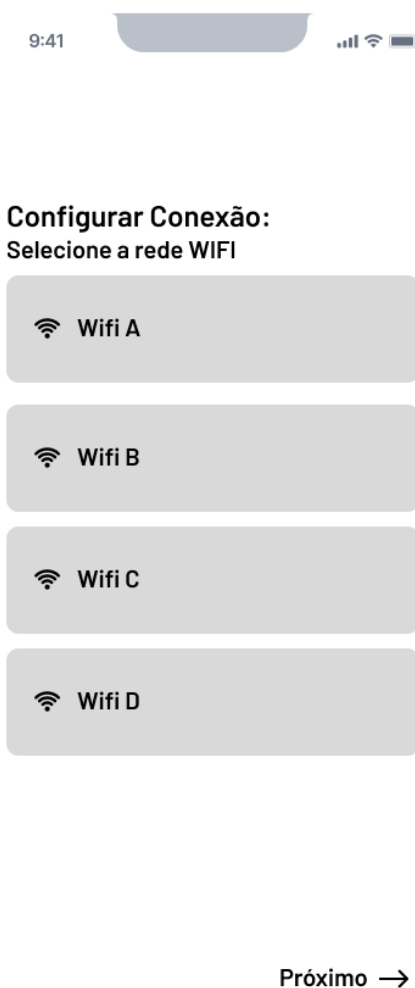 9:41
Configurar Conexão:
Selecione a rede WIFI
Wifi A
Wifi B
Wifi C
Wifi D
Próximo